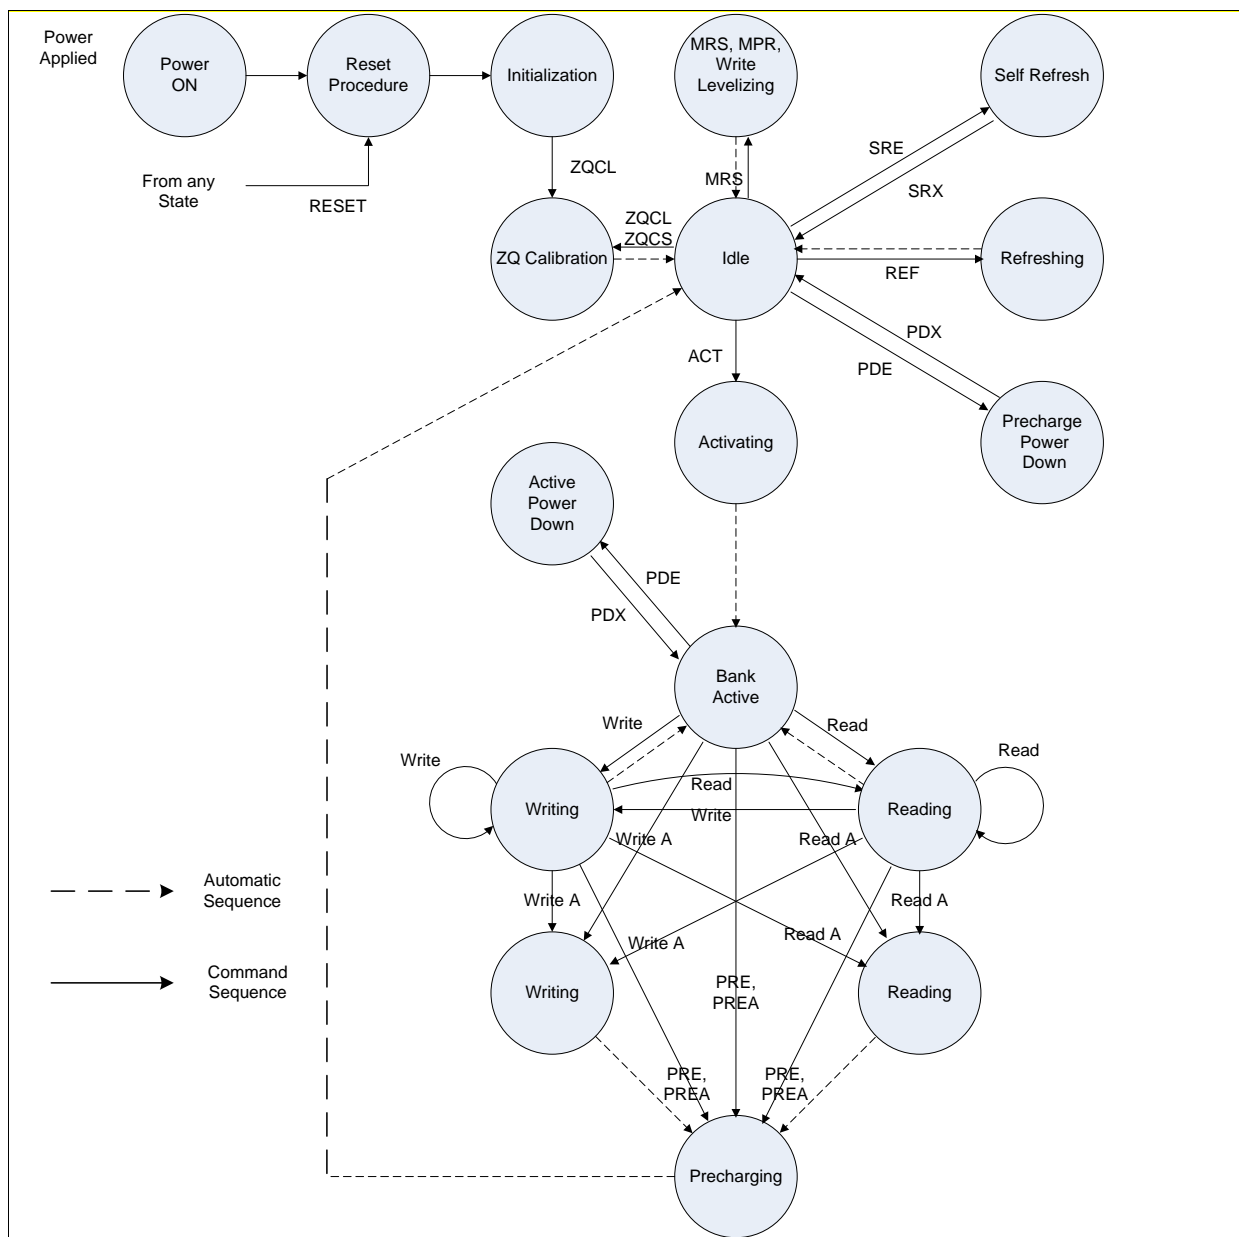 Power
Applied
Power
ON
Reset
Procedure
Initialization
MRS, MPR,
Write
Levelizing
Self Refresh
From any
State
RESET
ZQCL
MRS
SRE
SRX
ZQCL
ZQCS
ZQ Calibration
Idle
REF
Refreshing
ACT
PDX
PDE
Activating
Precharge
Power
Down
Active
Power
Down
PDE
PDX
Bank
Active
Write
Read
Write
Read
Read
Write
Writing
Reading
Write A
Read A
Automatic
Sequence
Write A
Read A
Write A
Read A
Command
Sequence
Writing
PRE,
PREA
Reading
PRE,
PREA
PRE,
PREA
Precharging